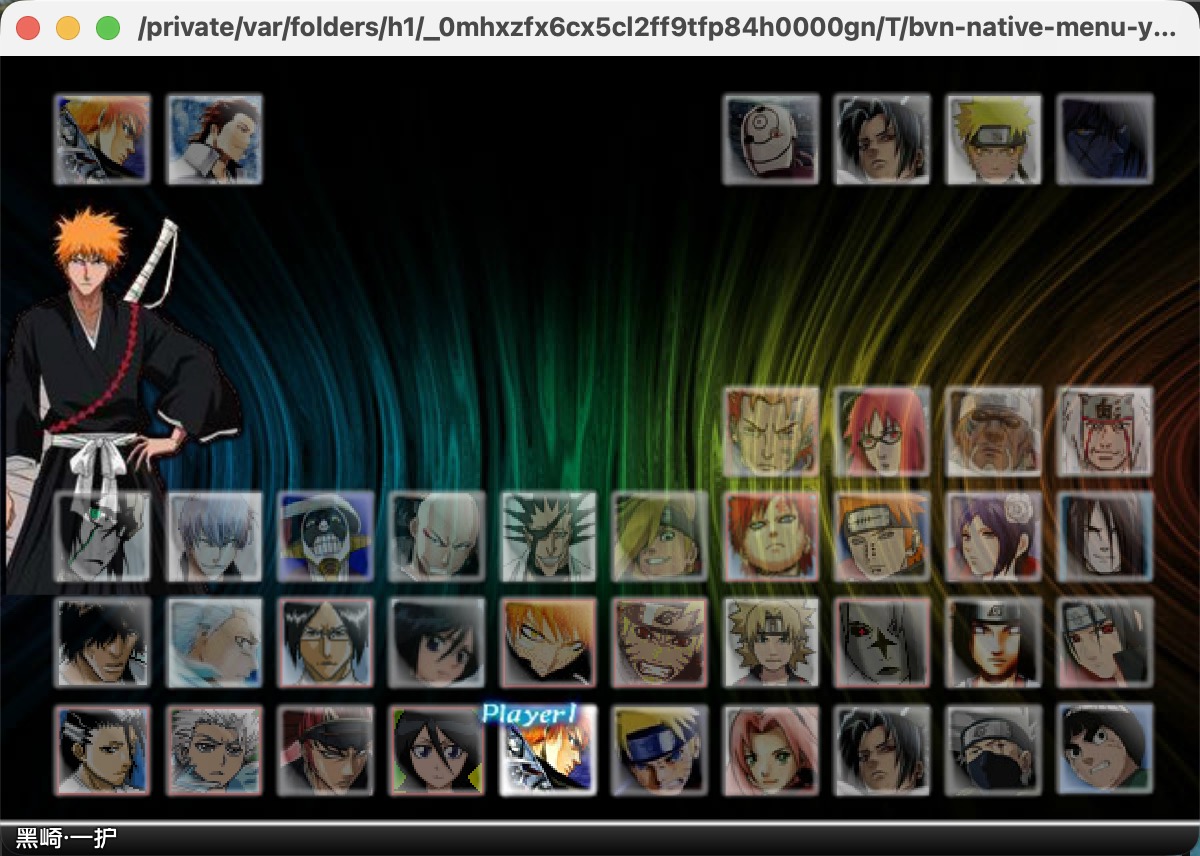 /private/var/folders/h1/_0mhxzfx6cx5cl2ff9tfp84h0000gn/T/bvn-native-menu-y...
Player1
黑崎·一护